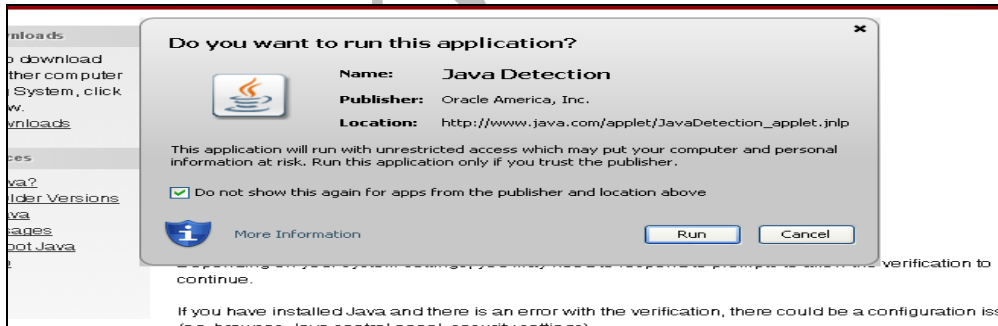 nloads
o download
ther computer
System, click
w.
wnloads
ces
va?
lder Versions
ava
sages
oot Java
Do you want to run this application?
Name: Java Detection
Publisher: Oracle America, Inc.
Location: http://www.java.com/applet/JavaDetection_applet.jnlp
This application will run with unrestricted access which may put your computer and personal
information at risk. Run this application only if you trust the publisher.
Do not show this again for apps from the publisher and location above
More Information
Run Cancel
verification to
continue.
If you have installed Java and there is an error with the verification, there could be a configuration iss